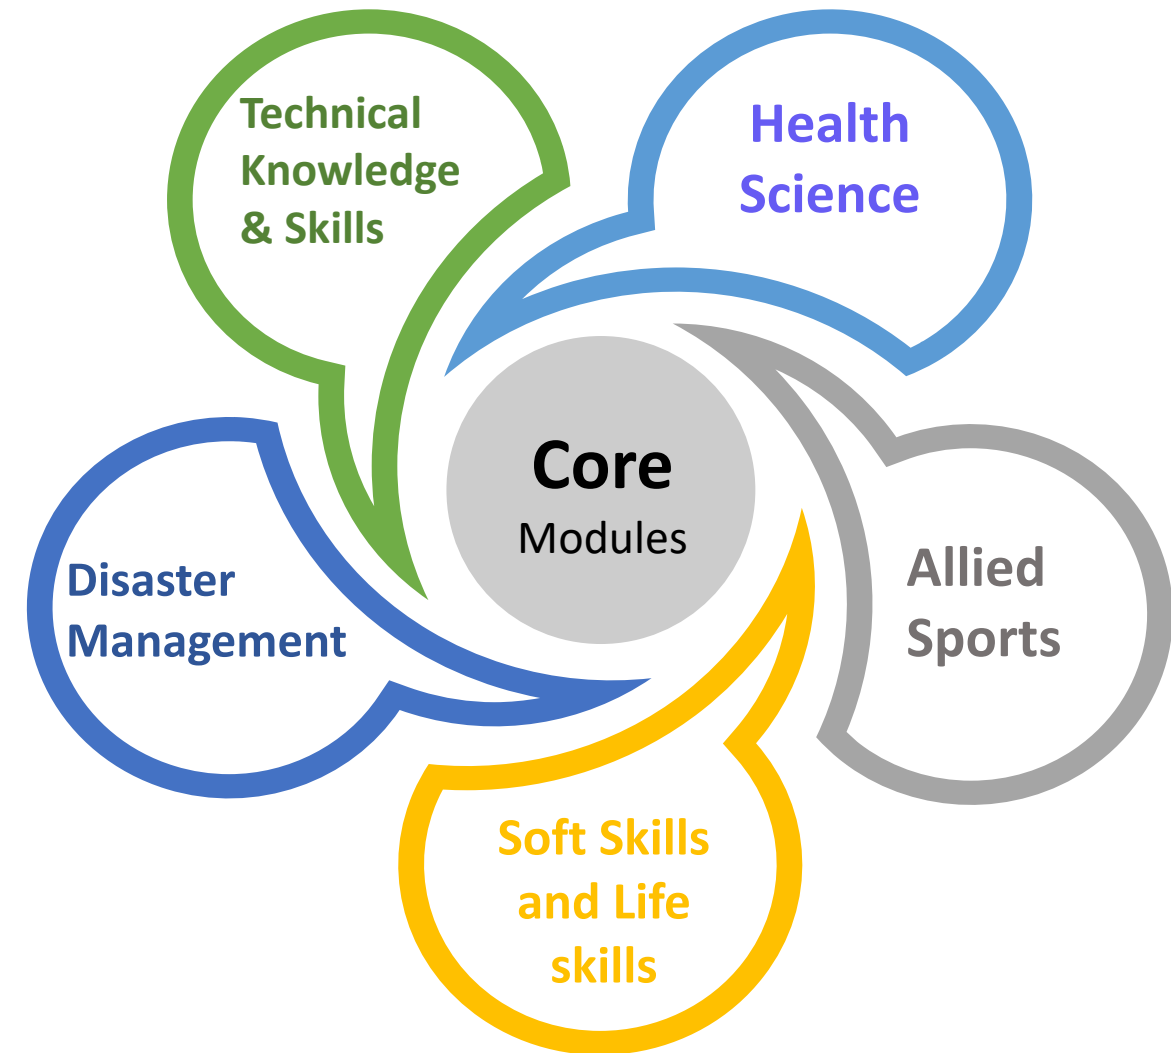 Technical
Knowledge
& Skills
Health
Science
Core
Modules
Allied
Sports
Disaster
Management
Soft Skills
and Life
skills